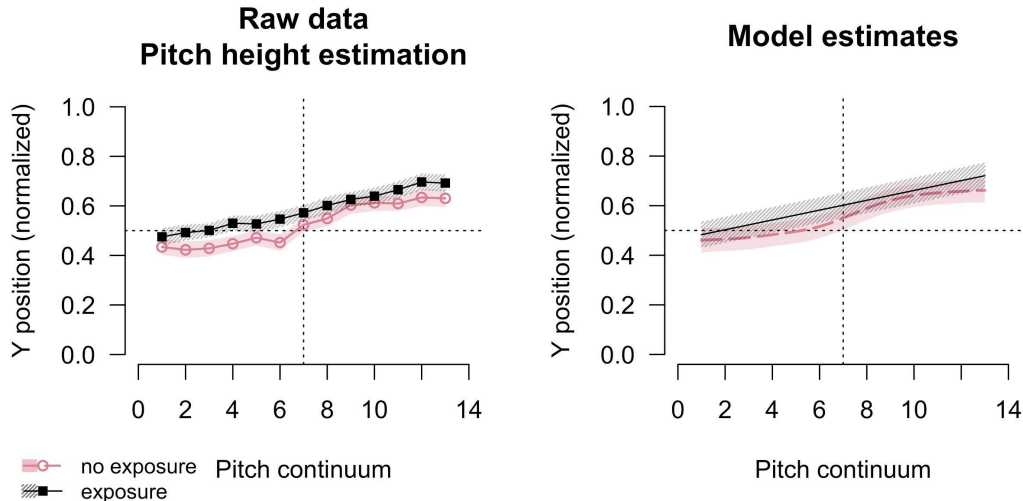 Raw data
Pitch height estimation
Y position (normalized)
1.0
0.8
0.6
0.4
0.2
0.0
0 2 4 6 8 10 14
Pitch continuum
no exposure
exposure
Model estimates
Y position (normalized)
1.0
0.8
0.6
0.4
0.2
0.0
0 2 4 6 8 10 14
Pitch continuum